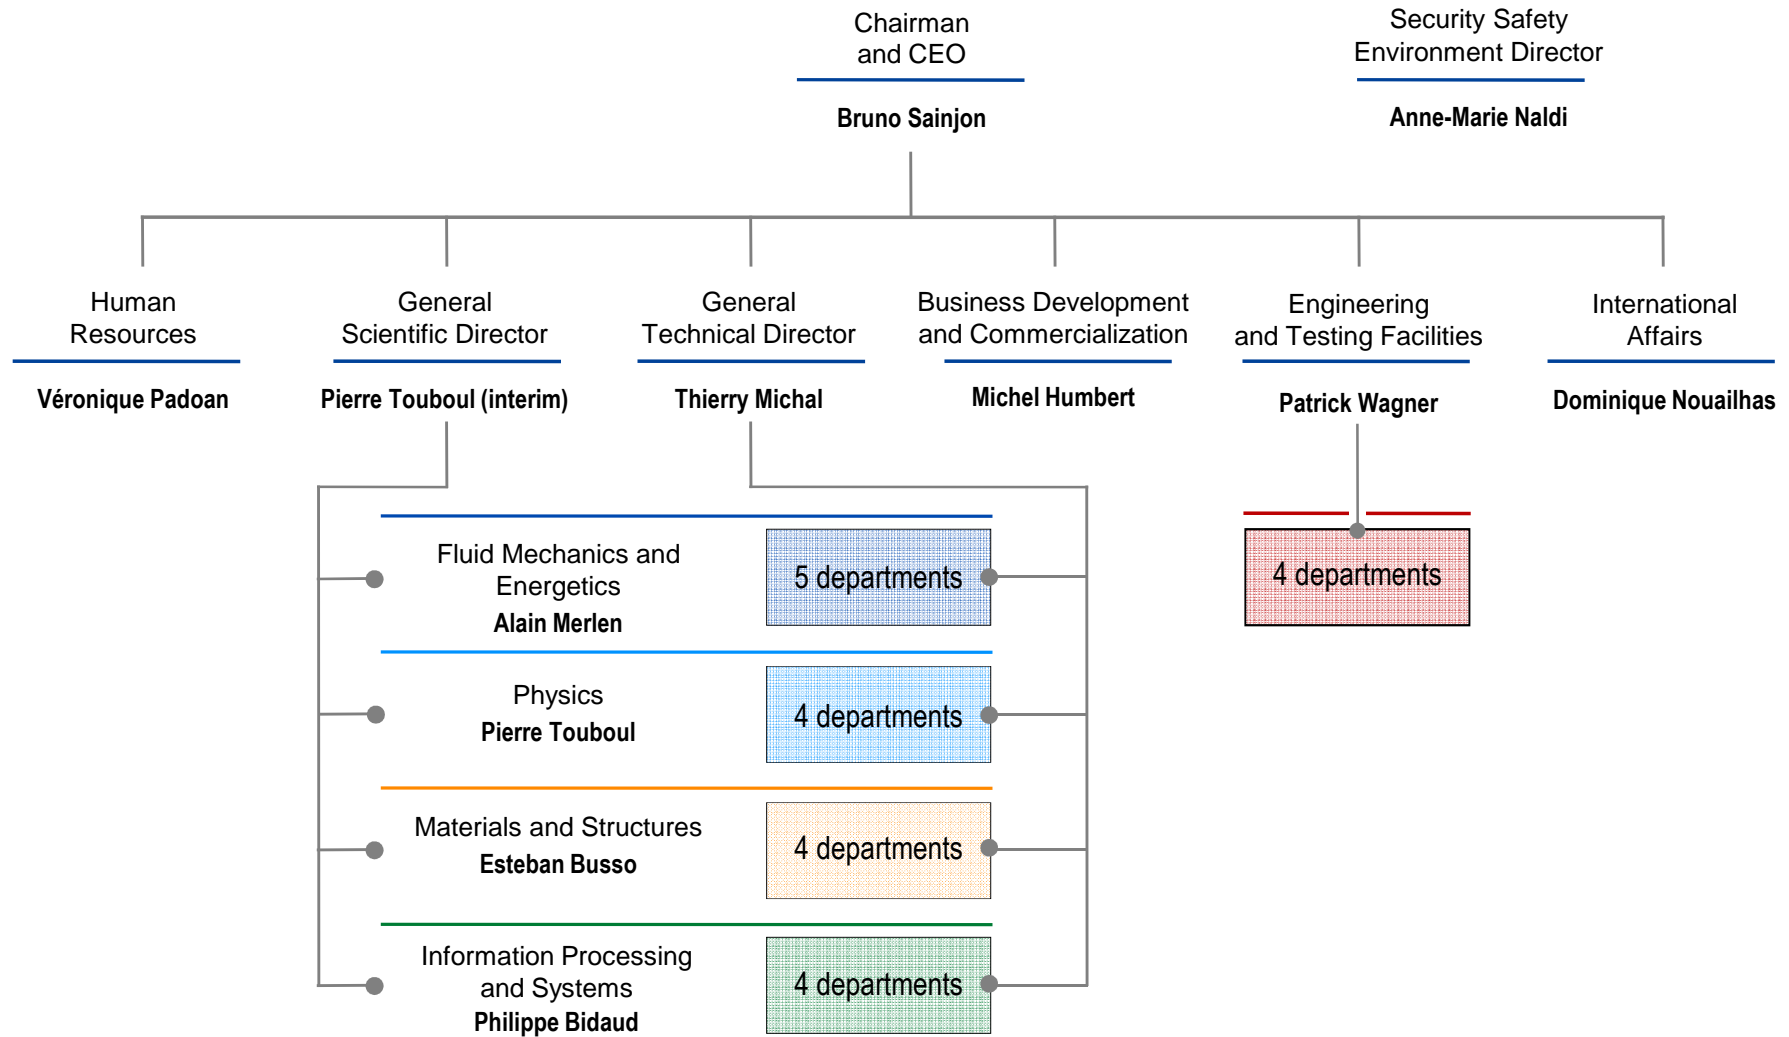 Chairman
and CEO
Bruno Sainjon
Security Safety
Environment Director
Anne-Marie Naldi
Human
Resources
Véronique Padoan
General
Scientific Director
Pierre Touboul (interim)
General
Technical Director
Thierry Michal
Business Development
and Commercialization
Michel Humbert
Engineering
and Testing Facilities
Patrick Wagner
International
Affairs
Dominique Nouailhas
Fluid Mechanics and
Energetics
Alain Merlen
5 departments
4 departments
Physics
Pierre Touboul
4 departments
Materials and Structures
Esteban Busso
4 departments
Information Processing
and Systems
Philippe Bidaud
4 departments